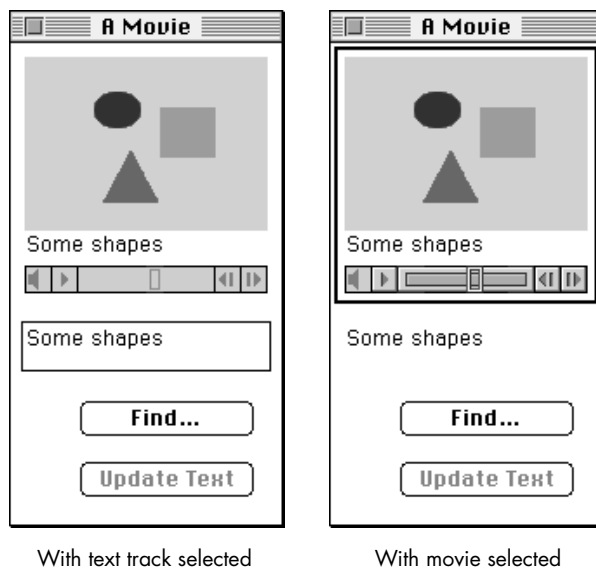 A Movie
Some shapes
Some shapes
Find...
Update Text
With text track selected
A Movie
Some shapes
Some shapes
Find...
Update Text
With movie selected